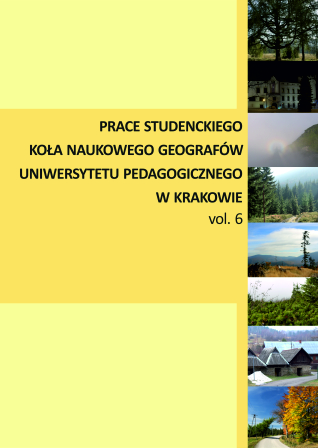 PRACE STUDENCKIEGO
KOŁA NAUKOWEGO GEOGRAFÓW
UNIWERSYTETU PEDAGOGICZNEGO
W KRAKOWIE
vol. 6